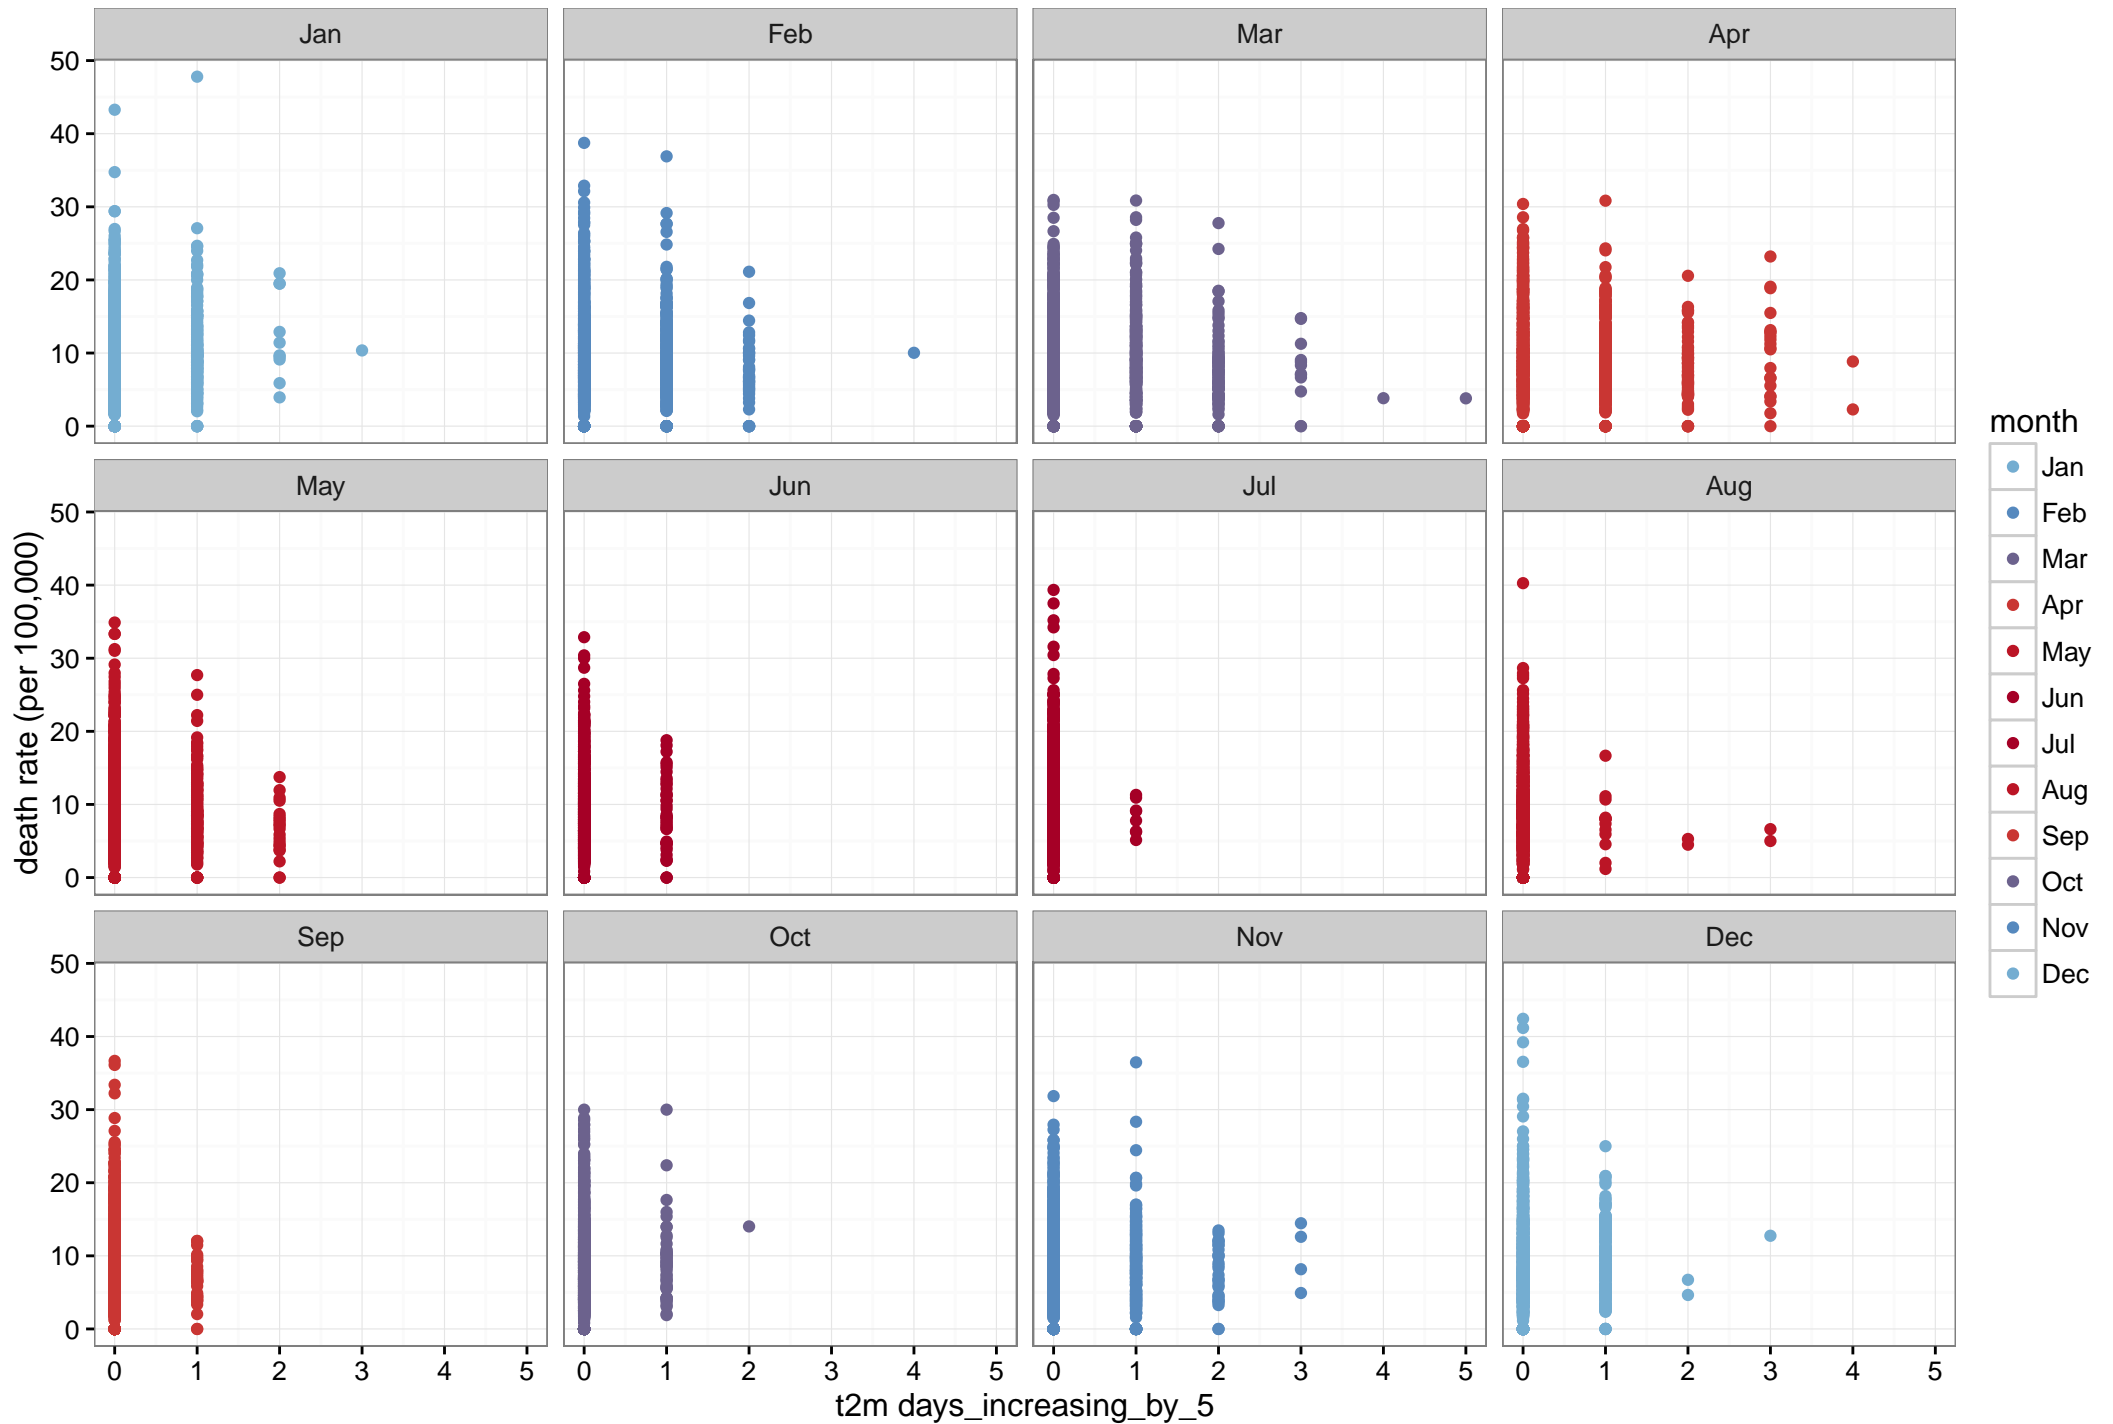 Jan Feb Mar Apr
50
40
30
20
10
0
May Jun Jul Aug
50
40
30
20
10
0
Sep Oct Nov Dec
50
40
30
20
10
0
0 1 2 3 4 5 0 1 2 3 4 5 0 1 2 3 4 5 0 1 2 3 4 5
t2m days_increasing_by_5
death rate (per 100,000)
month
Jan
Feb
Mar
Apr
May
Jun
Jul
Aug
Sep
Oct
Nov
Dec